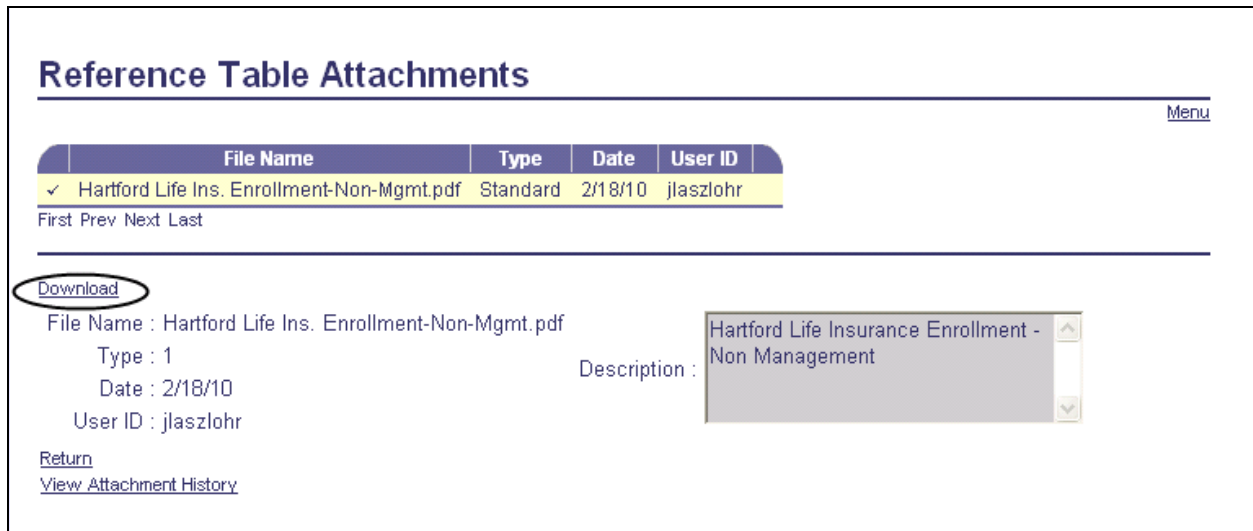 Reference Table Attachments
Menu
File Name Type Date User ID
✓ Hartford Life Ins. Enrollment-Non-Mgmt.pdf Standard 2/18/10 jlaszlohr
First Prev Next Last
Download
File Name : Hartford Life Ins. Enrollment-Non-Mgmt.pdf
Type : 1
Date : 2/18/10
User ID : jlaszlohr
Description :
Hartford Life Insurance Enrollment -
Non Management
Return
View Attachment History